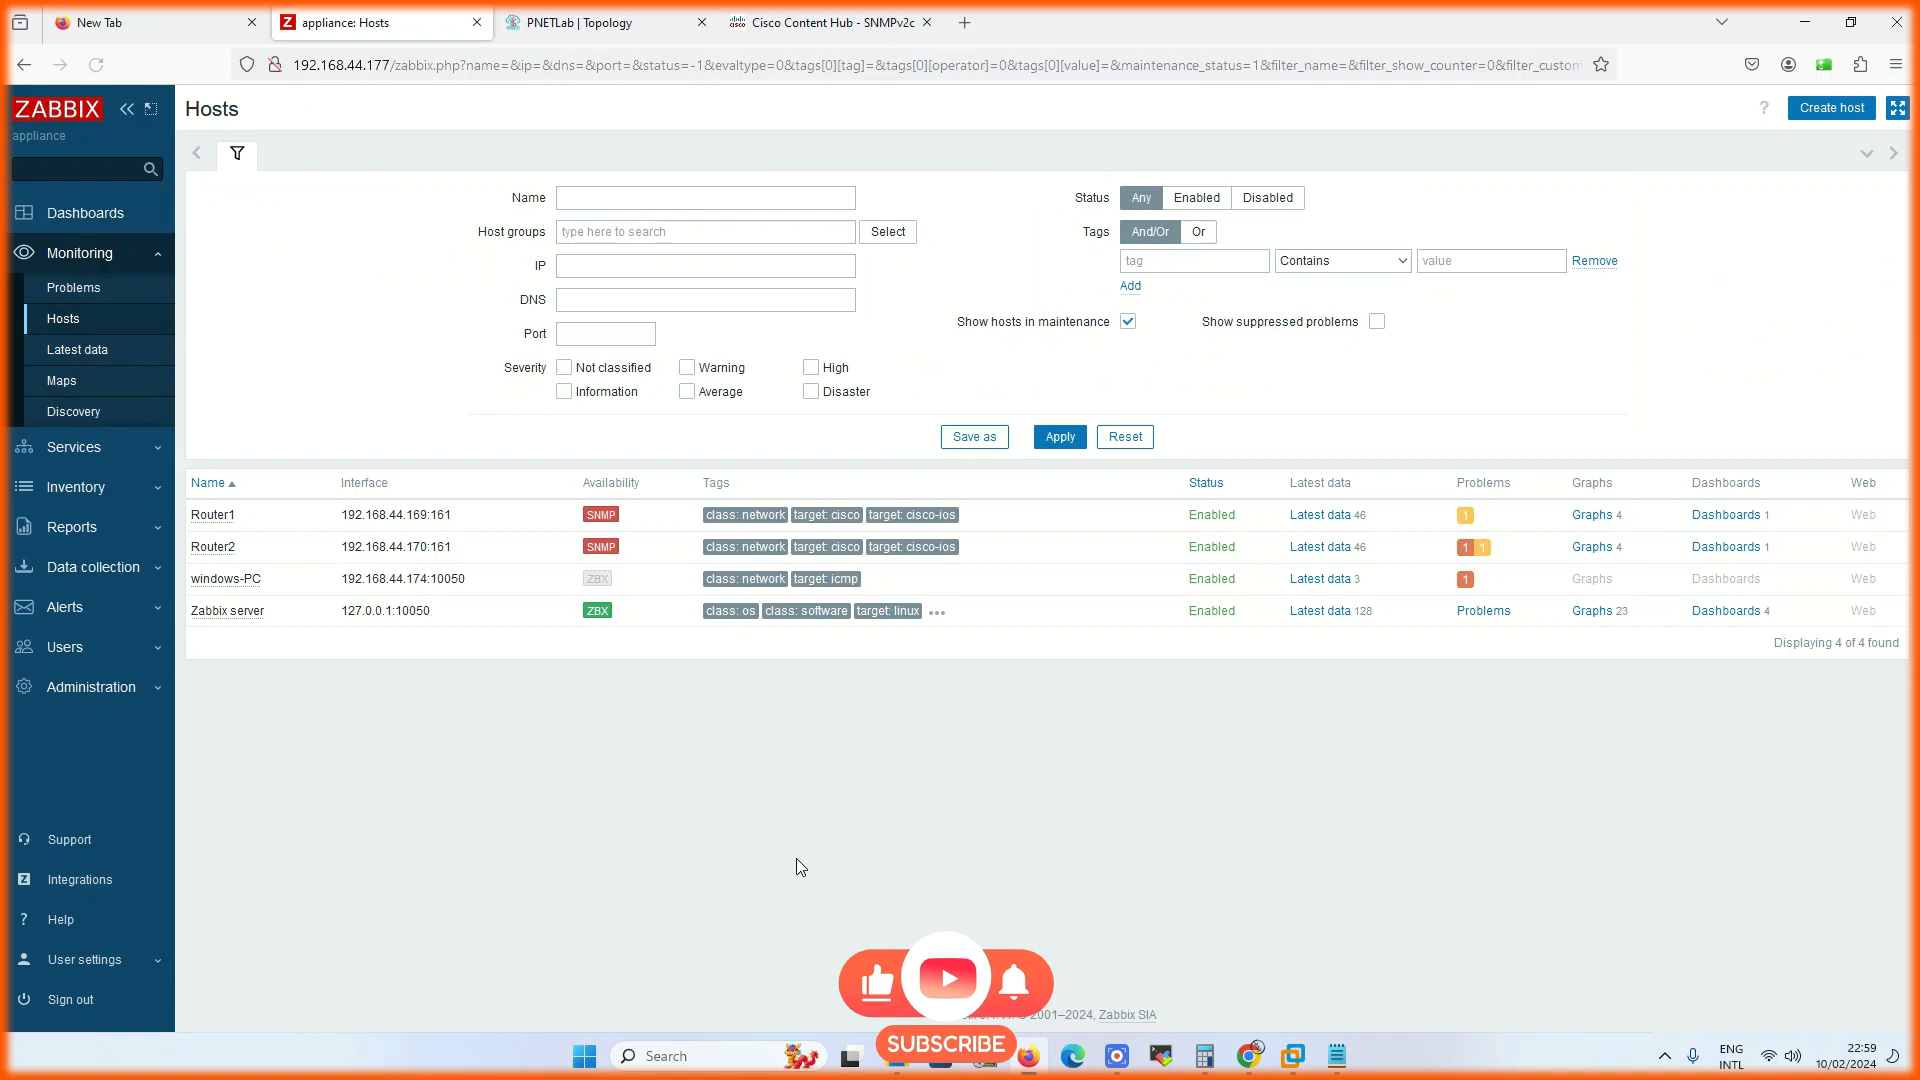 New Tab
appliance: Hosts
PNETLab | Topology
Cisco Content Hub - SNMPv2c
192.168.44.177/zabbix.php?name=&ip=&dns=&port=&status=-1&evaltype=0&tags[0][tag]=&tags[0][operator]=0&tags[0][value]=&maintenance_status=1&filter_name=&filter_show_counter=0&filter_custom
ZABBIX
appliance
Dashboards
Monitoring
Problems
Hosts
Latest data
Maps
Discovery
Services
Inventory
Reports
Data collection
Alerts
Users
Administration
Support
Integrations
Help
User settings
Sign out
Hosts
? Create host
Name
Host groups type here to search Select
IP
DNS
Port
Severity Not classified Warning High
Information Average Disaster
Status Any Enabled Disabled
Tags And/Or Or
tag Contains value Remove
Add
Show hosts in maintenance Show suppressed problems
Save as Apply Reset
Name Interface Availability Tags Status Latest data Problems Graphs Dashboards Web
Router1 192.168.44.169:161 SNMP class: network target: cisco target: cisco-ios Enabled Latest data 46 1 Graphs 4 Dashboards 1 Web
Router2 192.168.44.170:161 SNMP class: network target: cisco target: cisco-ios Enabled Latest data 46 1 1 Graphs 4 Dashboards 1 Web
windows-PC 192.168.44.174:10050 ZBX class: network target: icmp Enabled Latest data 3 1 Graphs Dashboards Web
Zabbix server 127.0.0.1:10050 ZBX class: os class: software target: linux Enabled Latest data 128 Problems Graphs 23 Dashboards 4 Web
Displaying 4 of 4 found
2001–2024, Zabbix SIA
SUBSCRIBE
Search
ENG
INTL
22:59
10/02/2024